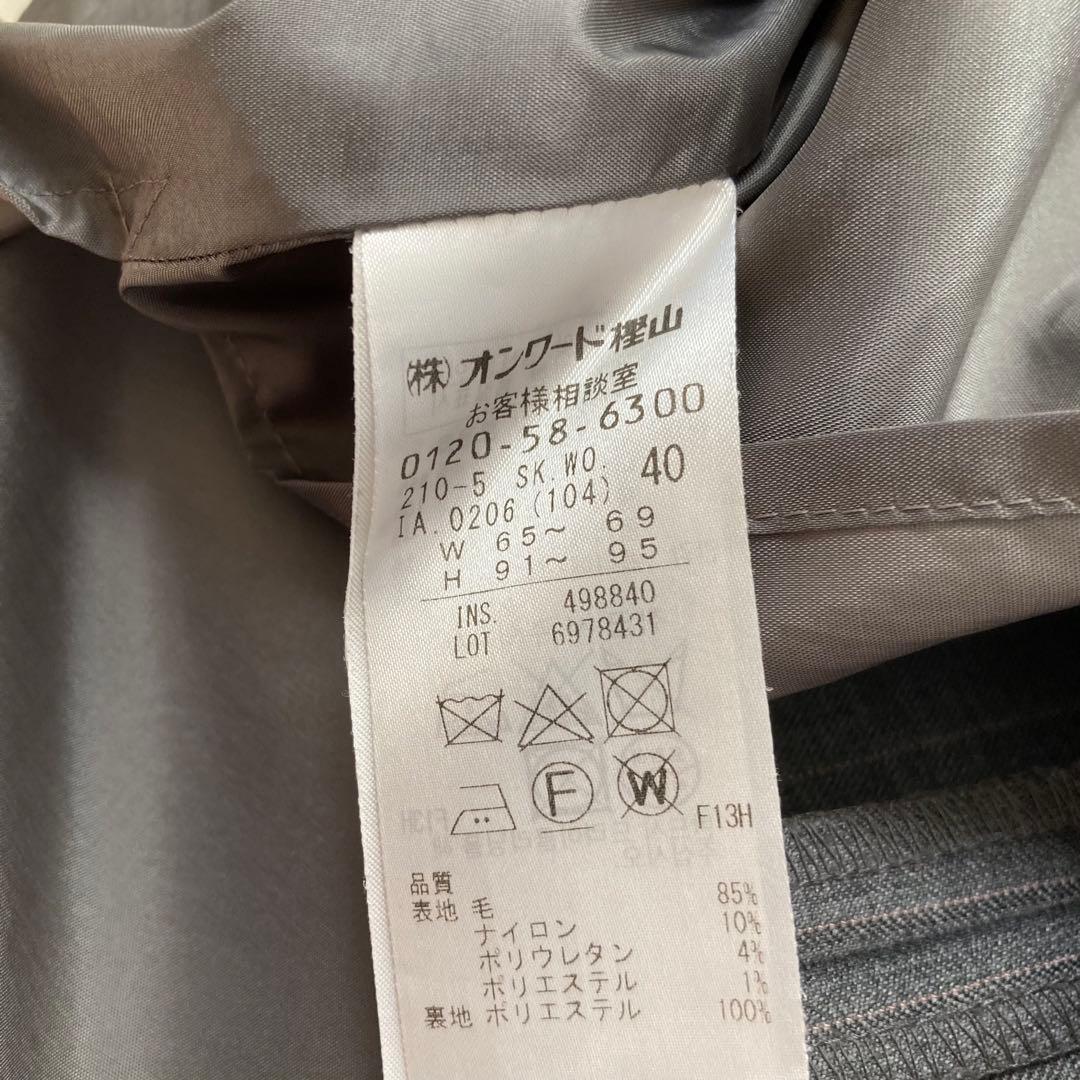 (株)オンワード樫山
お客様相談室
0120-58-6300
210-5 SK.WO. 40
IA.0206 (104)
W 65～ 69
H 91～ 95
INS. 498840
LOT 6978431
F W F13H
品質
表地 毛 85%
ナイロン 10%
ポリウレタン 4%
ポリエステル 1%
裏地 ポリエステル 100%